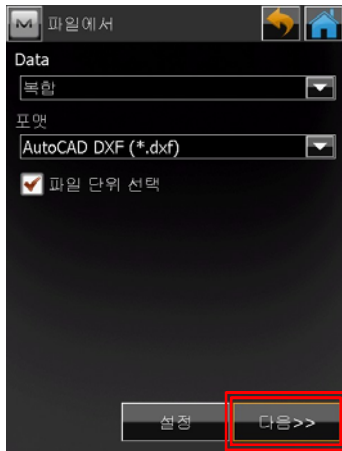 파일에서
Data
복합
포맷
AutoCAD DXF (*.dxf)
파일 단위 선택
설정
다음>>